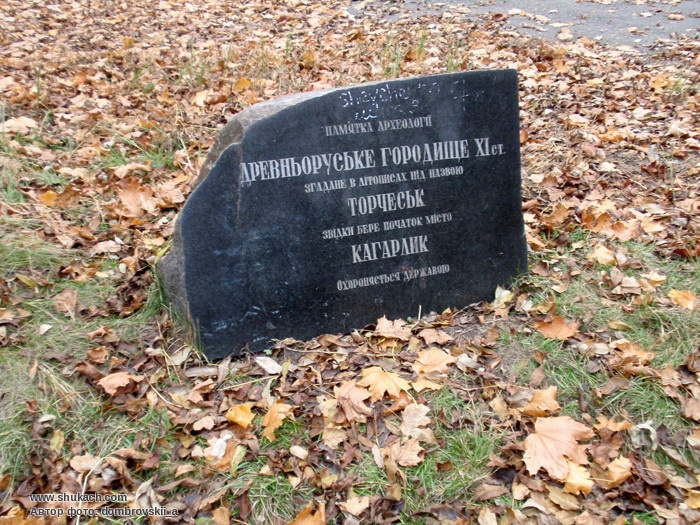 ПАМ'ЯТКА АРХЕОЛОГІЇ
ДРЕВНЬОРУСЬКЕ ГОРОДИЩЕ XI ст.
ЗГАДАНЕ В ЛІТОПИСАХ ПІД НАЗВОЮ
ТОРЧЕСЬК
ЗВІДКИ БЕРЕ ПОЧАТОК МІСТО
КАГАРЛИК
ОХОРОНЯЄТЬСЯ ДЕРЖАВОЮ
www.shukach.com
Автор фото: dombrovskii_a